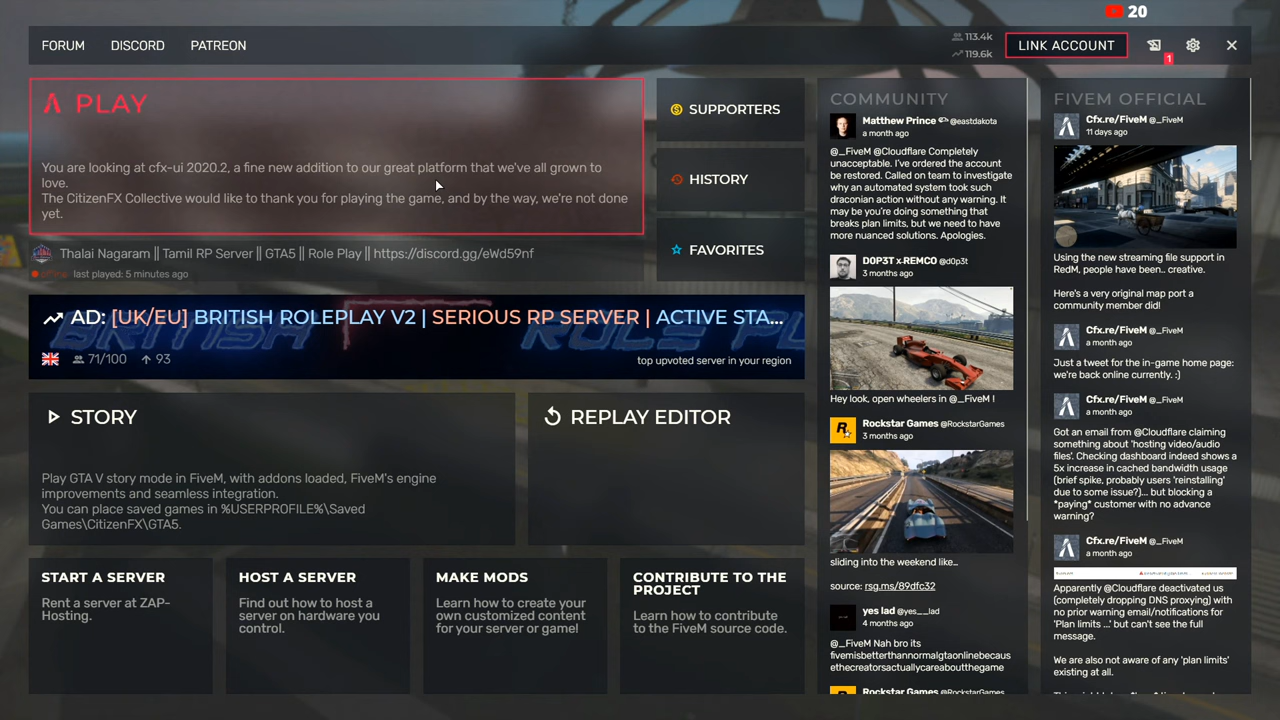 20
FORUM DISCORD PATREON
113.4k
119.6k
LINK ACCOUNT
1
PLAY
You are looking at cfx-ui 2020.2, a fine new addition to our great platform that we've all grown to
love.
The CitizenFX Collective would like to thank you for playing the game, and by the way, we're not done
yet.
Thalai Nagaram || Tamil RP Server || GTA5 || Role Play || https://discord.gg/eWd59nf
offline last played: 5 minutes ago
SUPPORTERS
HISTORY
FAVORITES
AD: [UK/EU] BRITISH ROLEPLAY V2 | SERIOUS RP SERVER | ACTIVE STA...
71/100 93
top upvoted server in your region
STORY
Play GTA V story mode in FiveM, with addons loaded, FiveM's engine
improvements and seamless integration.
You can place saved games in %USERPROFILE%\Saved
Games\CitizenFX\GTA5.
REPLAY EDITOR
START A SERVER
Rent a server at ZAP-
Hosting.
HOST A SERVER
Find out how to host a
server on hardware you
control.
MAKE MODS
Learn how to create your
own customized content
for your server or game!
CONTRIBUTE TO THE
PROJECT
Learn how to contribute
to the FiveM source code.
COMMUNITY
Matthew Prince @eastdakota
a month ago
@_FiveM @Cloudflare Completely
unacceptable. I've ordered the account
be restored. Called on team to investigate
why an automated system took such
draconian action without any warning. It
may be you're doing something that
breaks plan limits, but we need to have
more nuanced solutions. Apologies.
D0P3T x REMCO @d0p3t
3 months ago
Hey look, open wheelers in @_FiveM !
Rockstar Games @RockstarGames
3 months ago
sliding into the weekend like…
source: rsg.ms/89dfc32
yes lad @yes__lad
4 months ago
@_FiveM Nah bro its
fivemisbetterthannormalgtaonlinebecaus
ethecreatorsactuallycareaboutthegame
Rockstar Games @RockstarGames
FIVEM OFFICIAL
Cfx.re/FiveM @_FiveM
11 days ago
Using the new streaming file support in
RedM, people have been.. creative.
Here's a very original map port a
community member did!
Cfx.re/FiveM @_FiveM
a month ago
Just a tweet for the in-game home page:
we're back online currently. :)
Cfx.re/FiveM @_FiveM
a month ago
Got an email from @Cloudflare claiming
something about 'hosting video/audio
files'. Checking dashboard indeed shows a
5x increase in cached bandwidth usage
(brief spike, probably users 'reinstalling'
due to some issue?)... but blocking a
*paying* customer with no advance
warning?
Cfx.re/FiveM @_FiveM
a month ago
Apparently @Cloudflare deactivated us
(completely dropping DNS proxying) with
no prior warning email/notifications for
'Plan limits ...' but can't see the full
message.
We are also not aware of any 'plan limits'
existing at all.